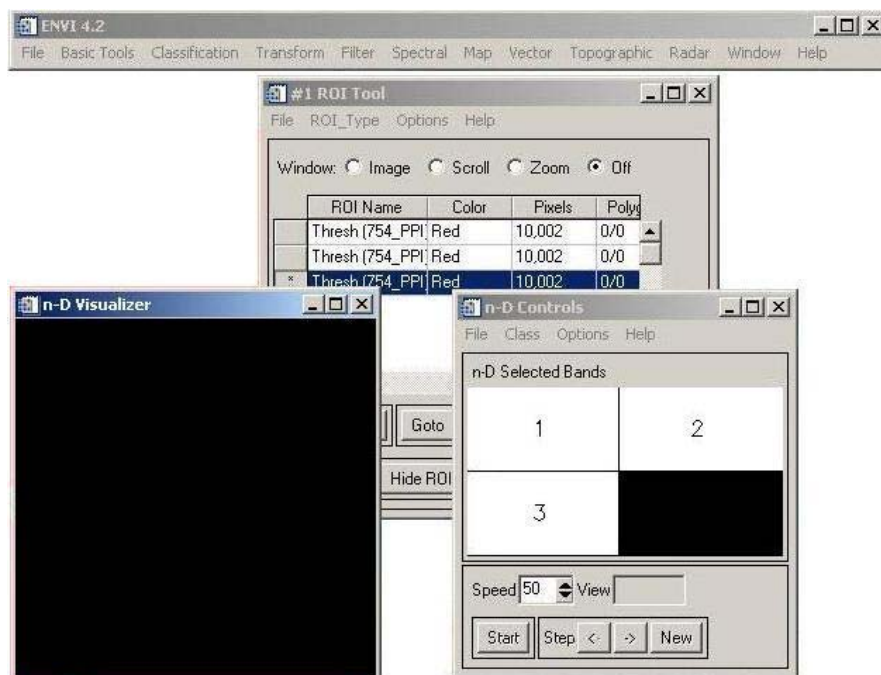 ENVI 4.2
File Basic Tools Classification Transform Filter Spectral Map Vector Topographic Radar Window Help
#1 ROI Tool
File ROI_Type Options Help
Window: Image Scroll Zoom Off
ROI Name Color Pixels Polyg
Thresh (754_PPI) Red 10,002 0/0
Thresh (754_PPI) Red 10,002 0/0
* Thresh (754_PPI) Red 10,002 0/0
Goto
Hide ROI
n-D Visualizer
n-D Controls
File Class Options Help
n-D Selected Bands
1 2
3
Speed 50 View
Start Step <- -> New